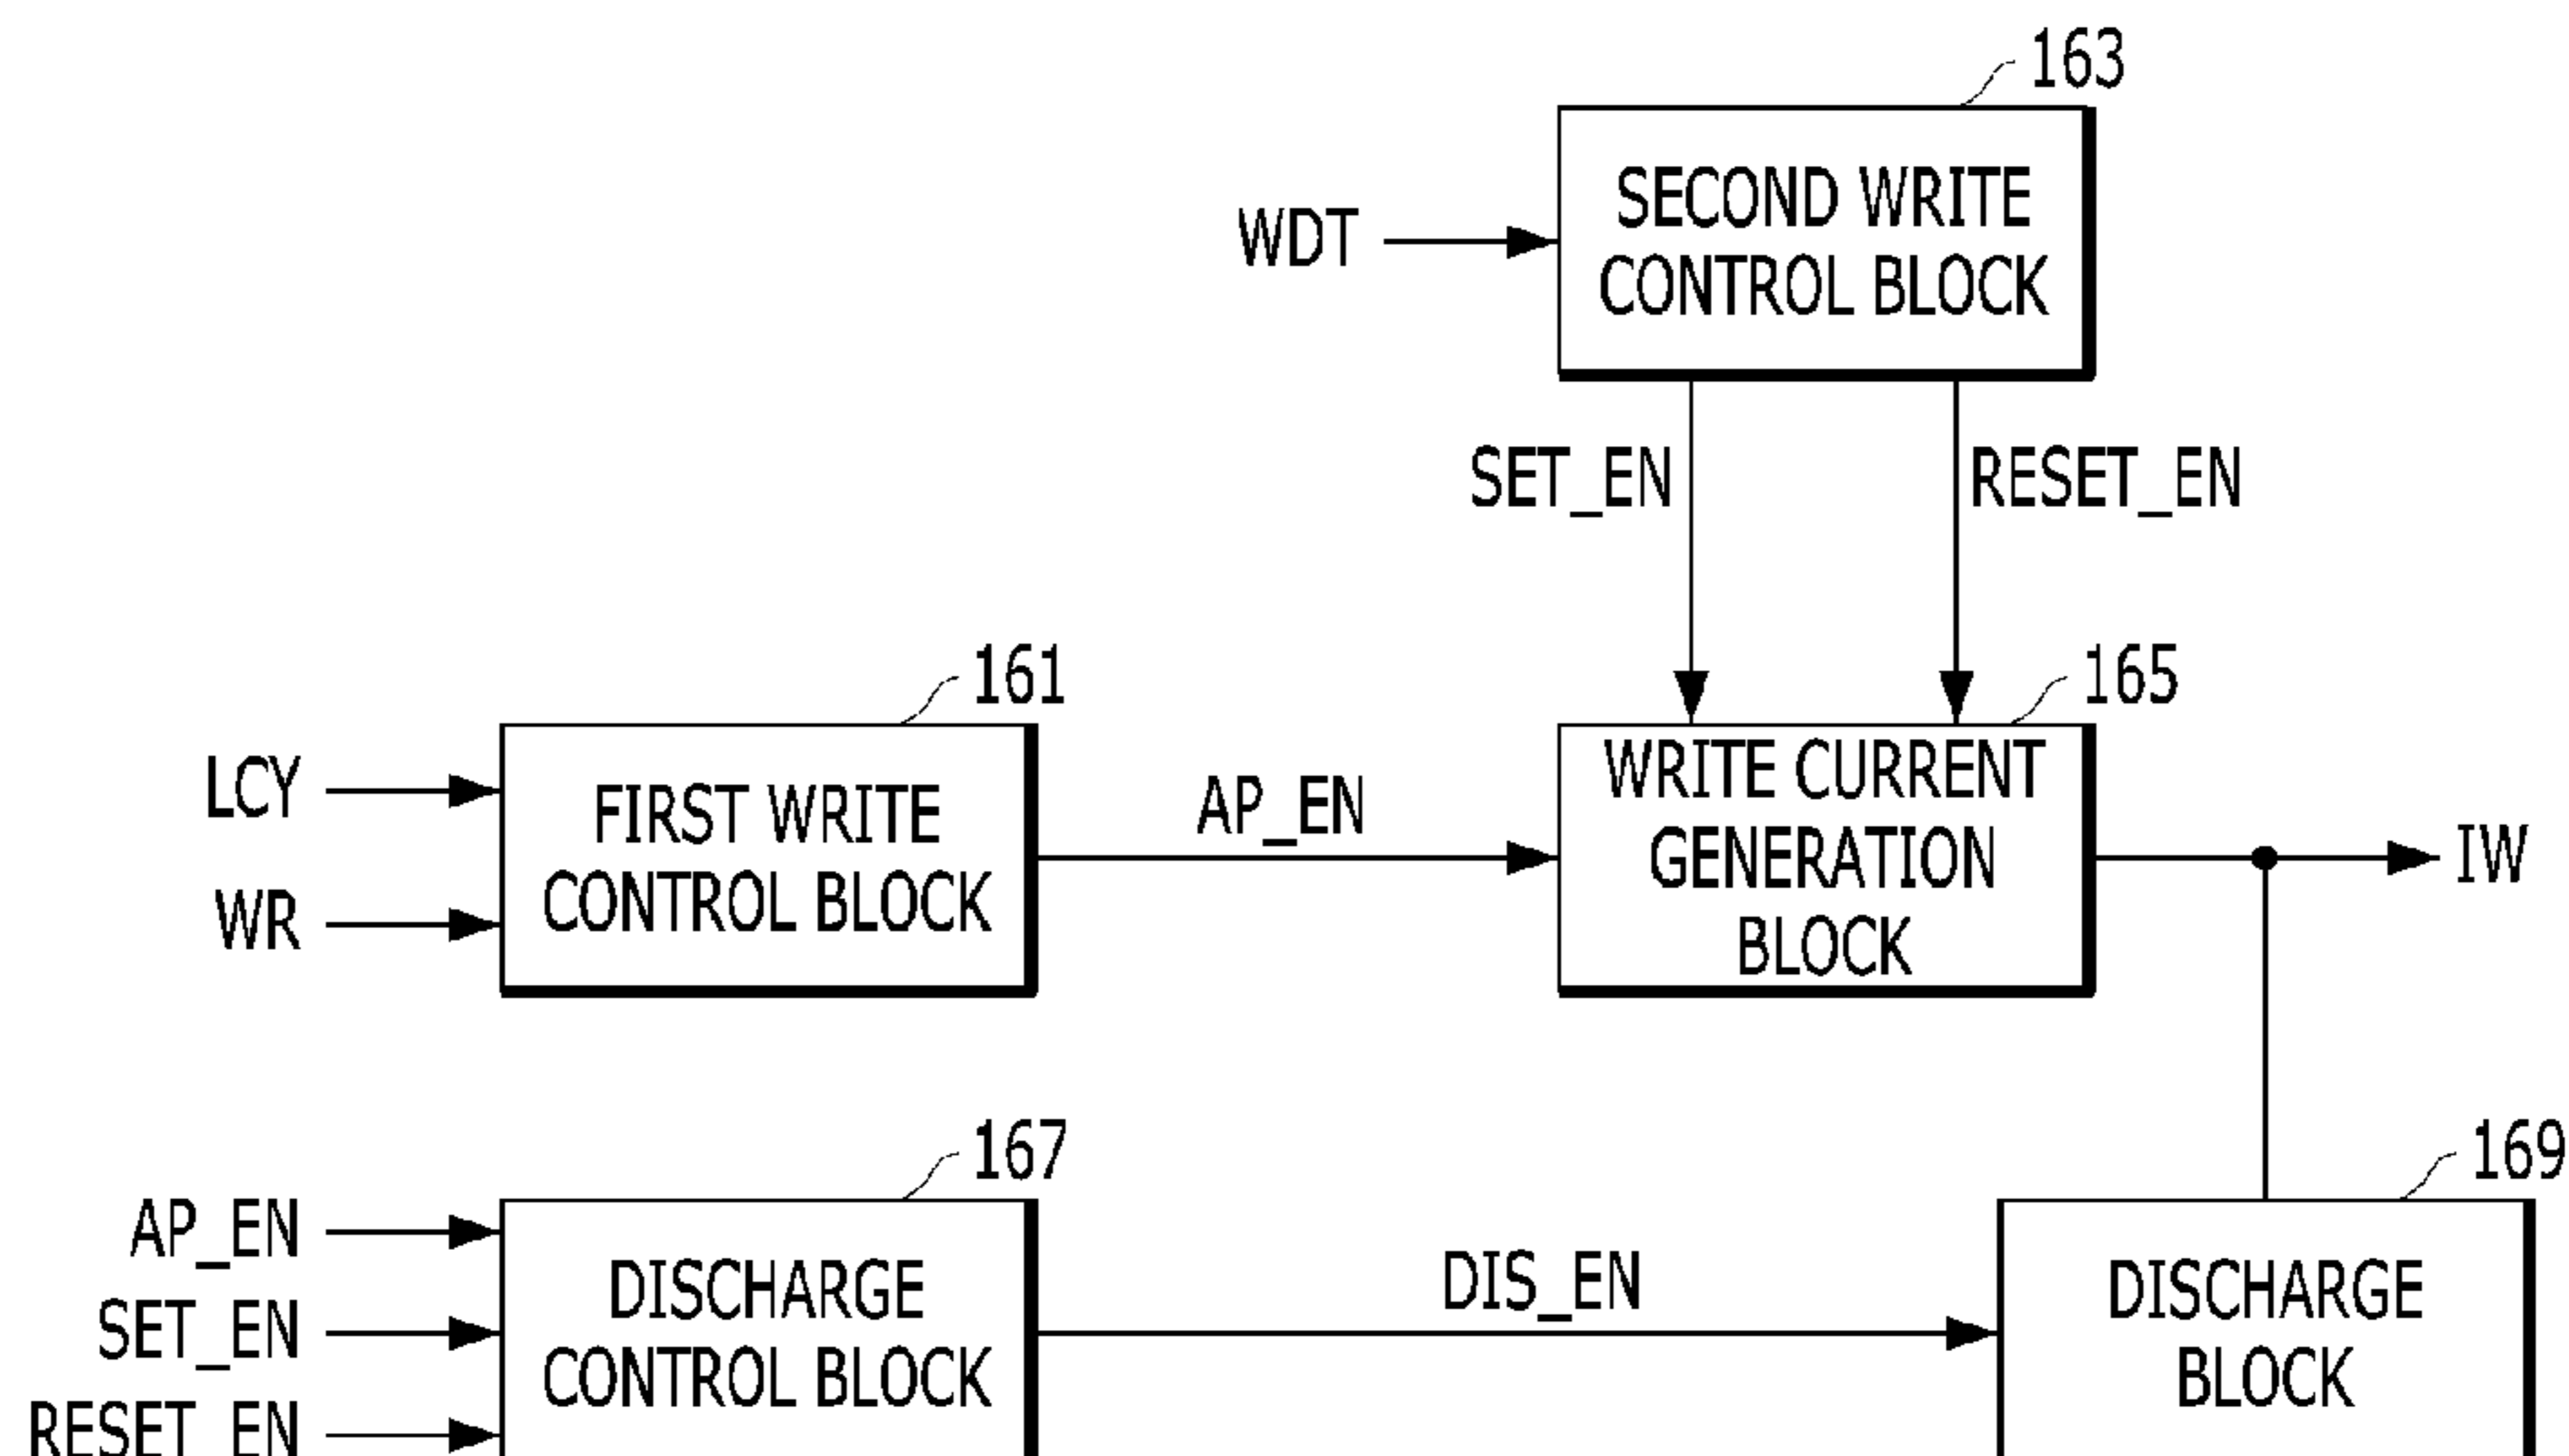 163
SECOND WRITE
CONTROL BLOCK
WDT
SET_EN
RESET_EN
161
165
LCY
WR
FIRST WRITE
CONTROL BLOCK
AP_EN
WRITE CURRENT
GENERATION
BLOCK
IW
167
169
AP_EN
SET_EN
RESET_EN
DISCHARGE
CONTROL BLOCK
DIS_EN
DISCHARGE
BLOCK